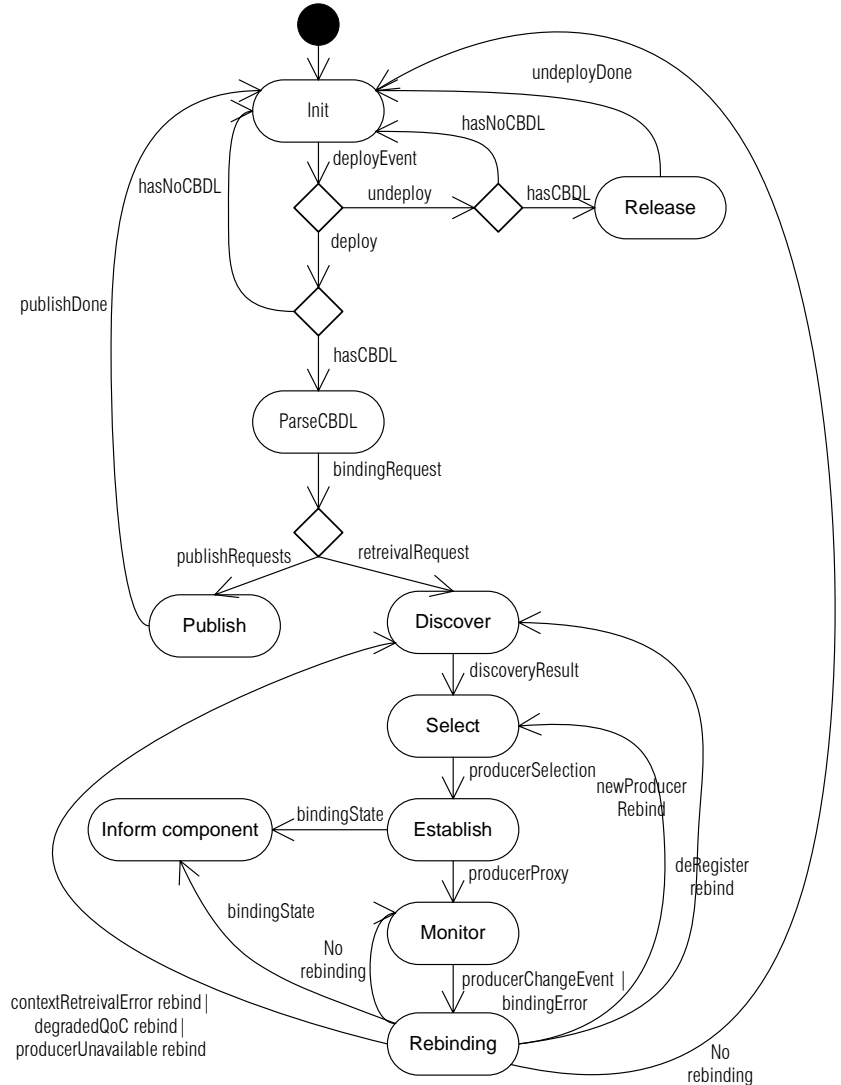 undeployDone
Init
hasNoCBDL
deployEvent
hasNoCBDL
undeploy
hasCBDL
Release
deploy
publishDone
hasCBDL
ParseCBDL
bindingRequest
publishRequests
retreivalRequest
Publish
Discover
discoveryResult
Select
producerSelection
newProducer
Rebind
bindingState
Inform component
Establish
deRegister
rebind
producerProxy
bindingState
Monitor
No
rebinding
producerChangeEvent |
bindingError
contextRetreivalError rebind |
degradedQoC rebind |
producerUnavailable rebind
Rebinding
No
rebinding